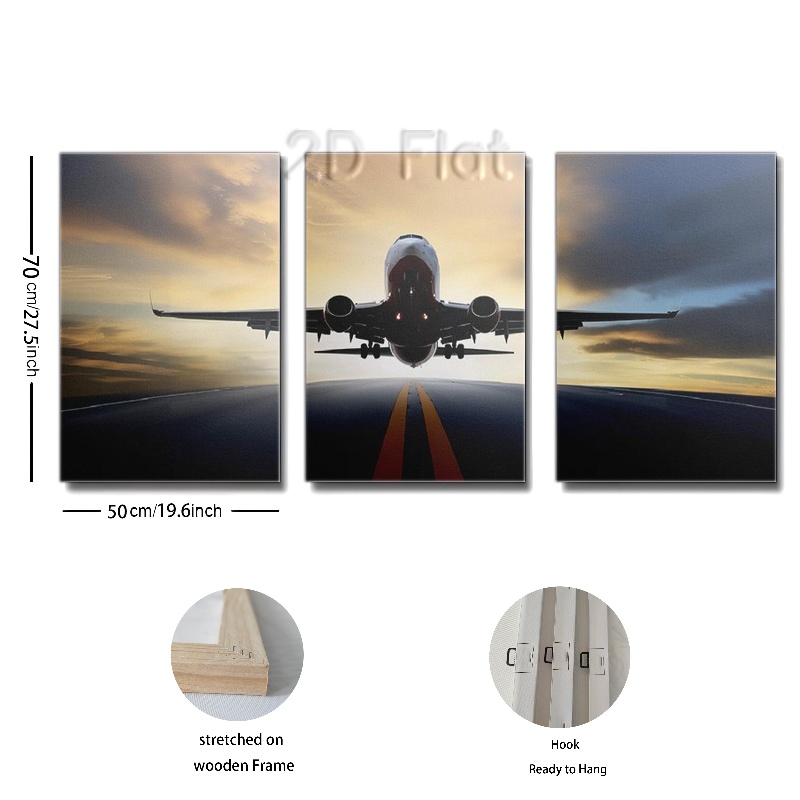 2D Flat
70 cm/27.5inch
50cm/19.6inch
stretched on
wooden Frame
Hook
Ready to Hang